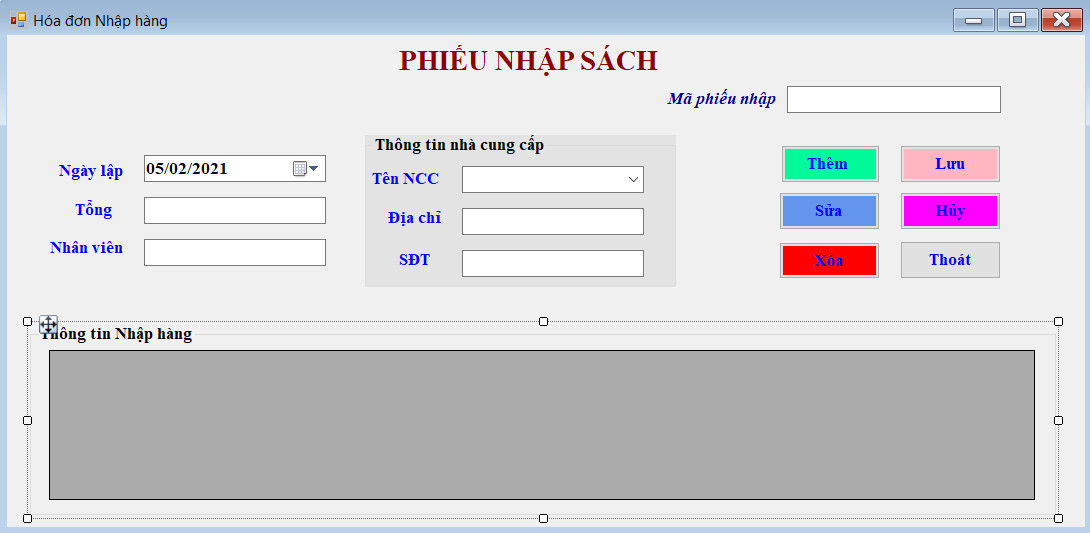 Hóa đơn Nhập hàng
PHIẾU NHẬP SÁCH
Mã phiếu nhập
Ngày lập 05/02/2021
Tổng
Nhân viên
Thông tin nhà cung cấp
Tên NCC
Địa chỉ
SĐT
Thêm Lưu
Sửa Hủy
Xóa Thoát
Thông tin Nhập hàng